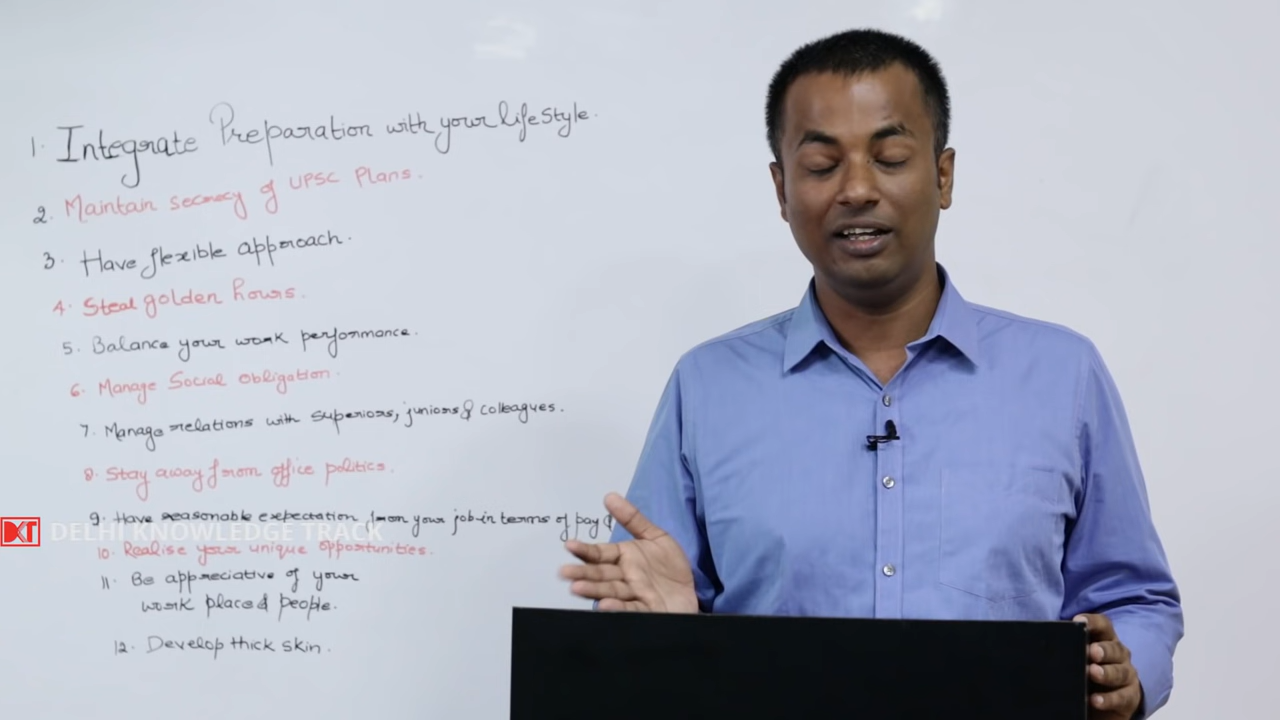 1. Integrate Preparation with your lifestyle.
2. Maintain secrecy of UPSC Plans.
3. Have flexible approach.
4. Steal golden hours.
5. Balance your work performance.
6. Manage Social obligation.
7. Manage relations with superiors, juniors & colleagues.
8. Stay away from office politics.
9. Have reasonable expectation from your job in terms of pay &
DKT DELHI KNOWLEDGE TRACK
10. Realise your unique opportunities.
11. Be appreciative of your
work place & people.
12. Develop thick skin.